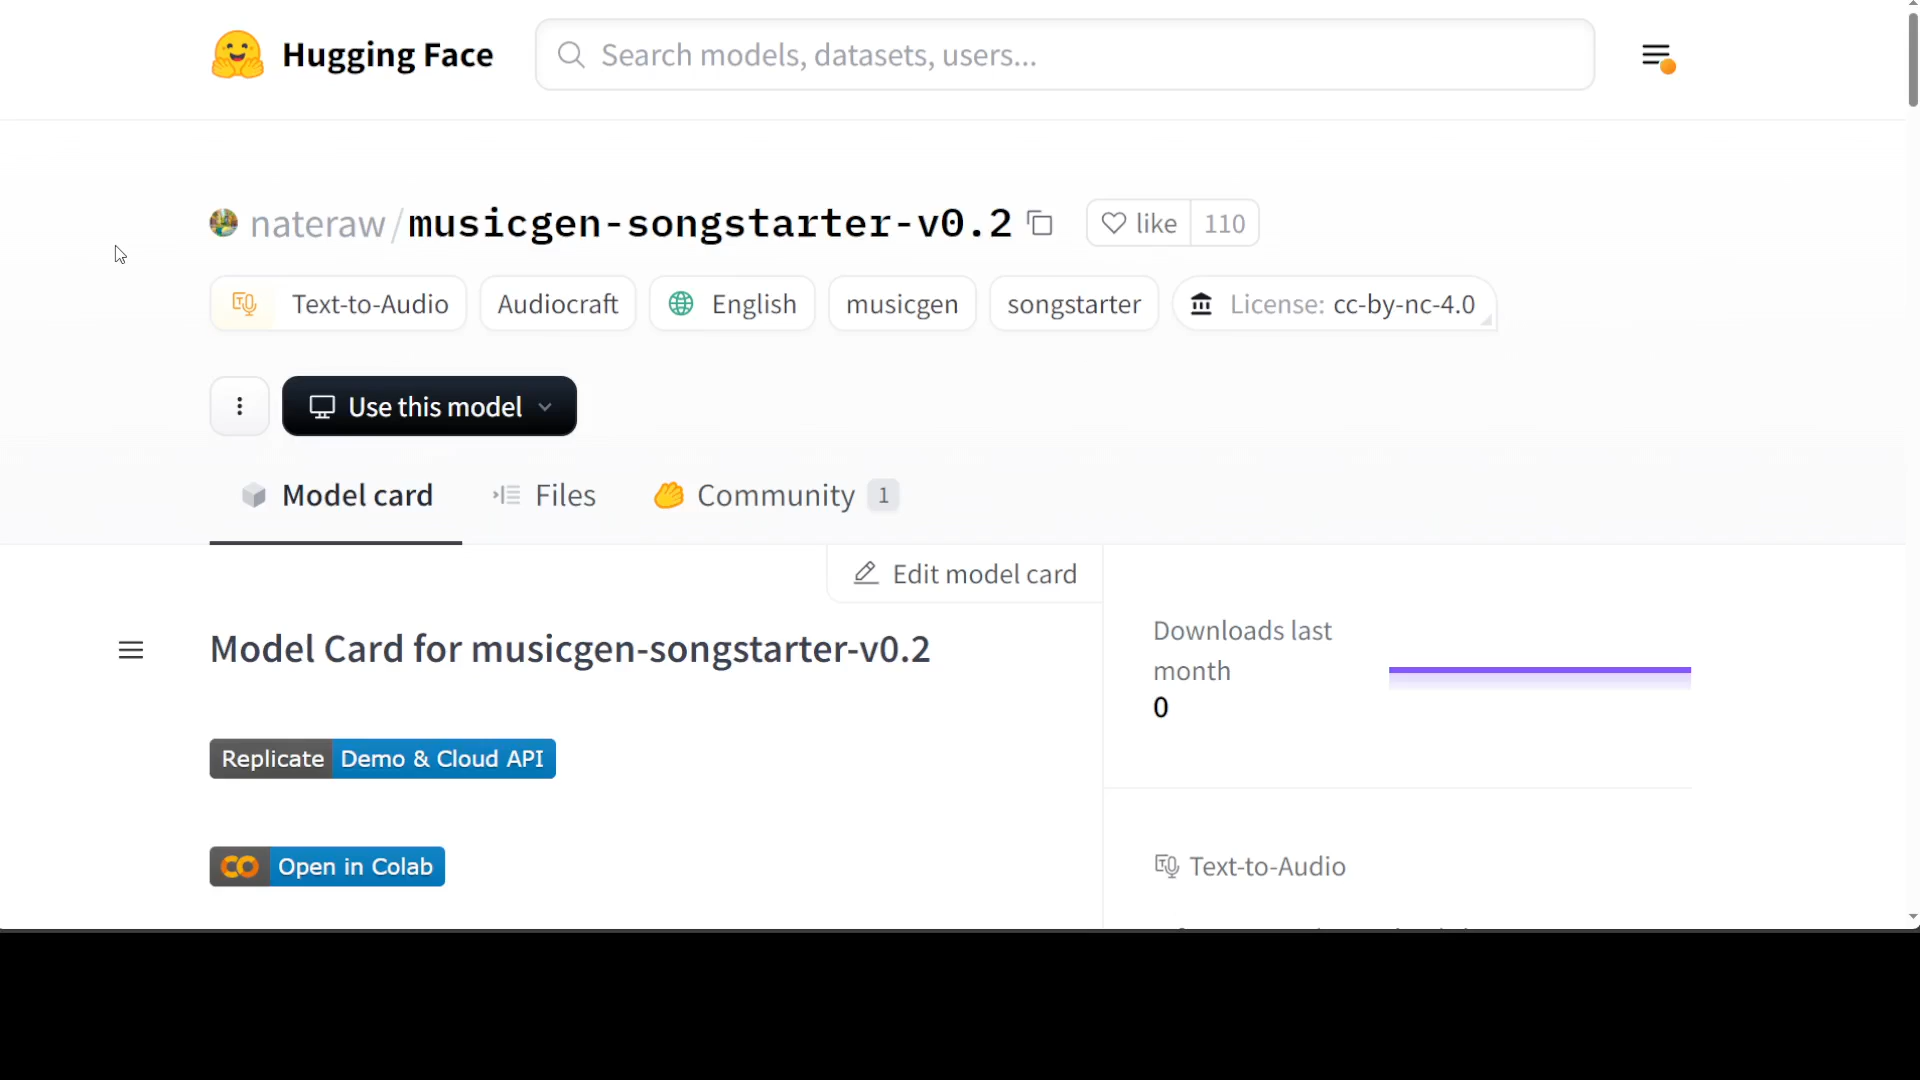 Hugging Face
Search models, datasets, users...
nateraw/musicgen-songstarter-v0.2
like 110
Text-to-Audio
Audiocraft
English
musicgen
songstarter
License: cc-by-nc-4.0
Use this model
Model card
Files
Community 1
Edit model card
Model Card for musicgen-songstarter-v0.2
Replicate Demo & Cloud API
Open in Colab
Downloads last
month
0
Text-to-Audio